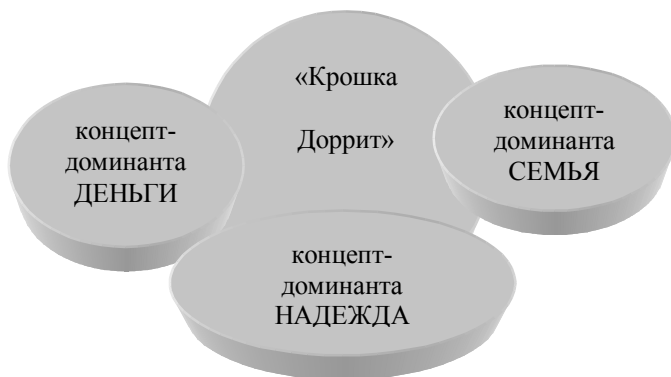 «Крошка
Доррит»
концепт-
доминанта
ДЕНЬГИ
концепт-
доминанта
СЕМЬЯ
концепт-
доминанта
НАДЕЖДА